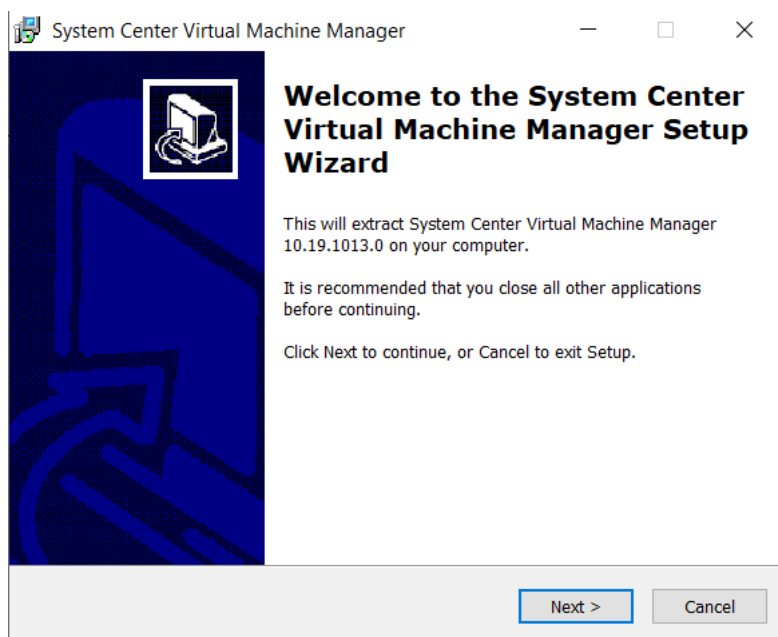 System Center Virtual Machine Manager
Welcome to the System Center
Virtual Machine Manager Setup
Wizard
This will extract System Center Virtual Machine Manager
10.19.1013.0 on your computer.
It is recommended that you close all other applications
before continuing.
Click Next to continue, or Cancel to exit Setup.
Next >
Cancel